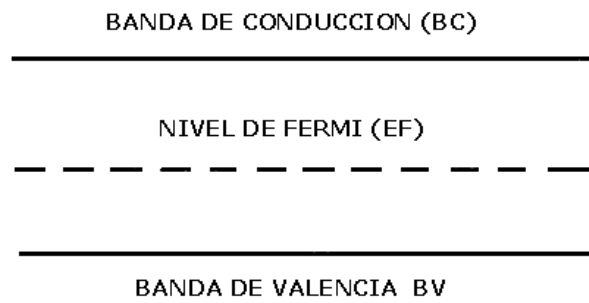 BANDA DE CONDUCCION (BC)
NIVEL DE FERMI (EF)
BANDA DE VALENCIA BV